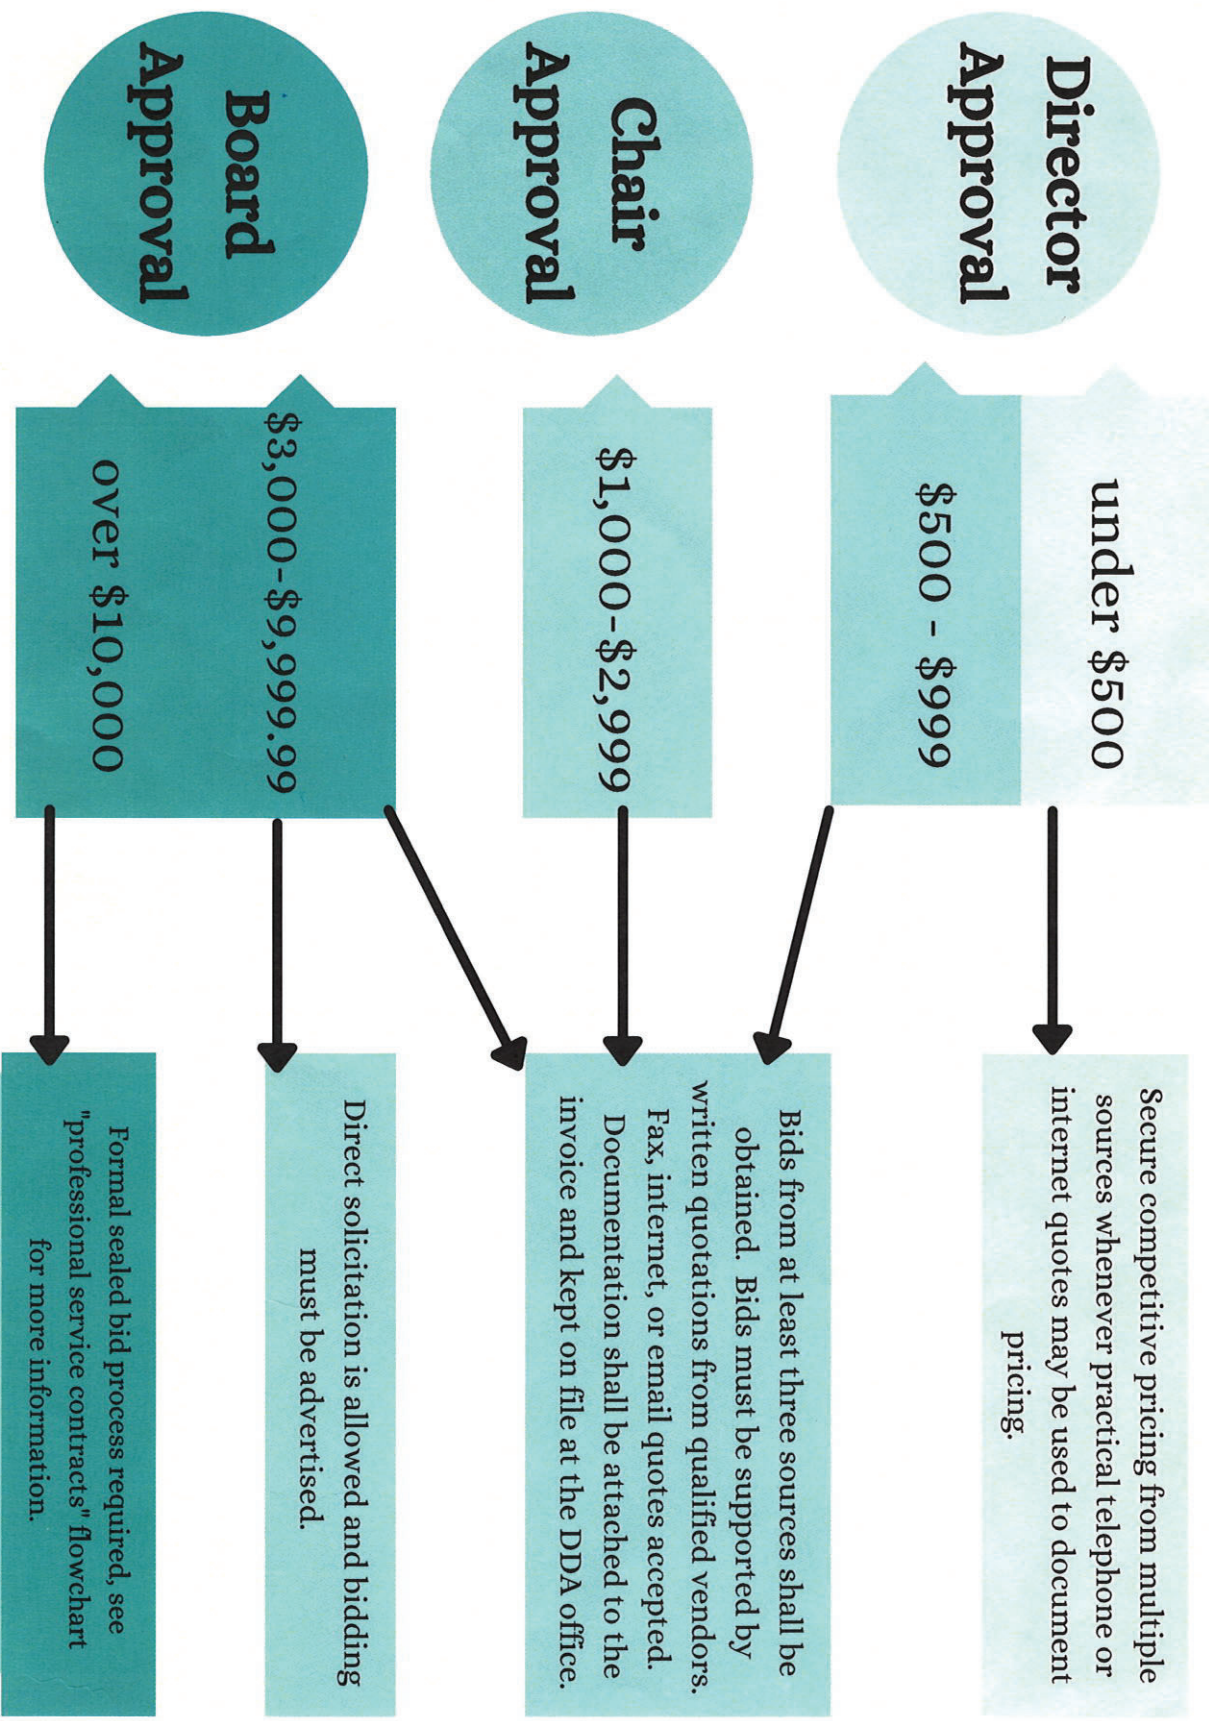 Director
Approval
under $500
Secure competitive pricing from multiple
sources whenever practical telephone or
internet quotes may be used to document
pricing.
$500 - $999
Chair
Approval
$1,000-$2,999
Bids from at least three sources shall be
obtained. Bids must be supported by
written quotations from qualified vendors.
Fax, internet, or email quotes accepted.
Documentation shall be attached to the
invoice and kept on file at the DDA office.
Board
Approval
$3,000-$9,999.99
Direct solicitation is allowed and bidding
must be advertised.
over $10,000
Formal sealed bid process required, see
"professional service contracts" flowchart
for more information.